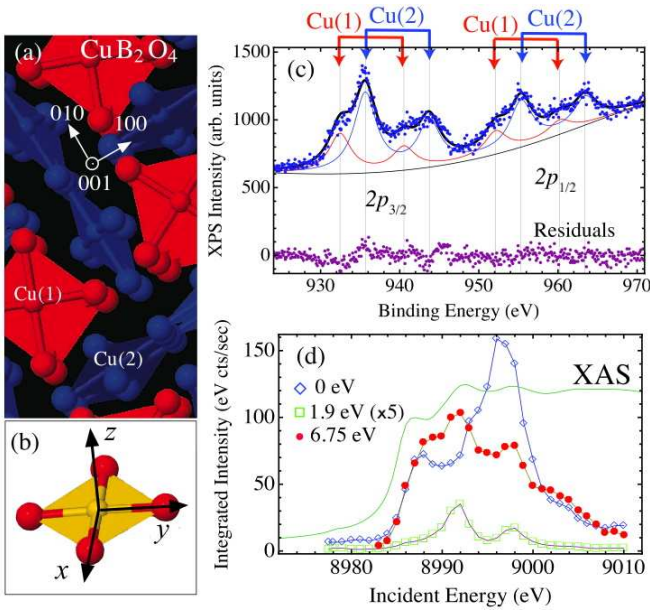 (a)
CuB₂O₄
010
100
001
Cu(1)
Cu(2)
(b)
z
y
x
Cu(1)
Cu(2)
Cu(1)
Cu(2)
(c)
XPS Intensity (arb. units)
1500
1000
500
0
2p₃/₂
2p₁/₂
Residuals
930
940
950
960
970
Binding Energy (eV)
(d)
XAS
Integrated Intensity (eV cts/sec)
150
100
50
0
0 eV
1.9 eV (x5)
6.75 eV
8980
8990
9000
9010
Incident Energy (eV)